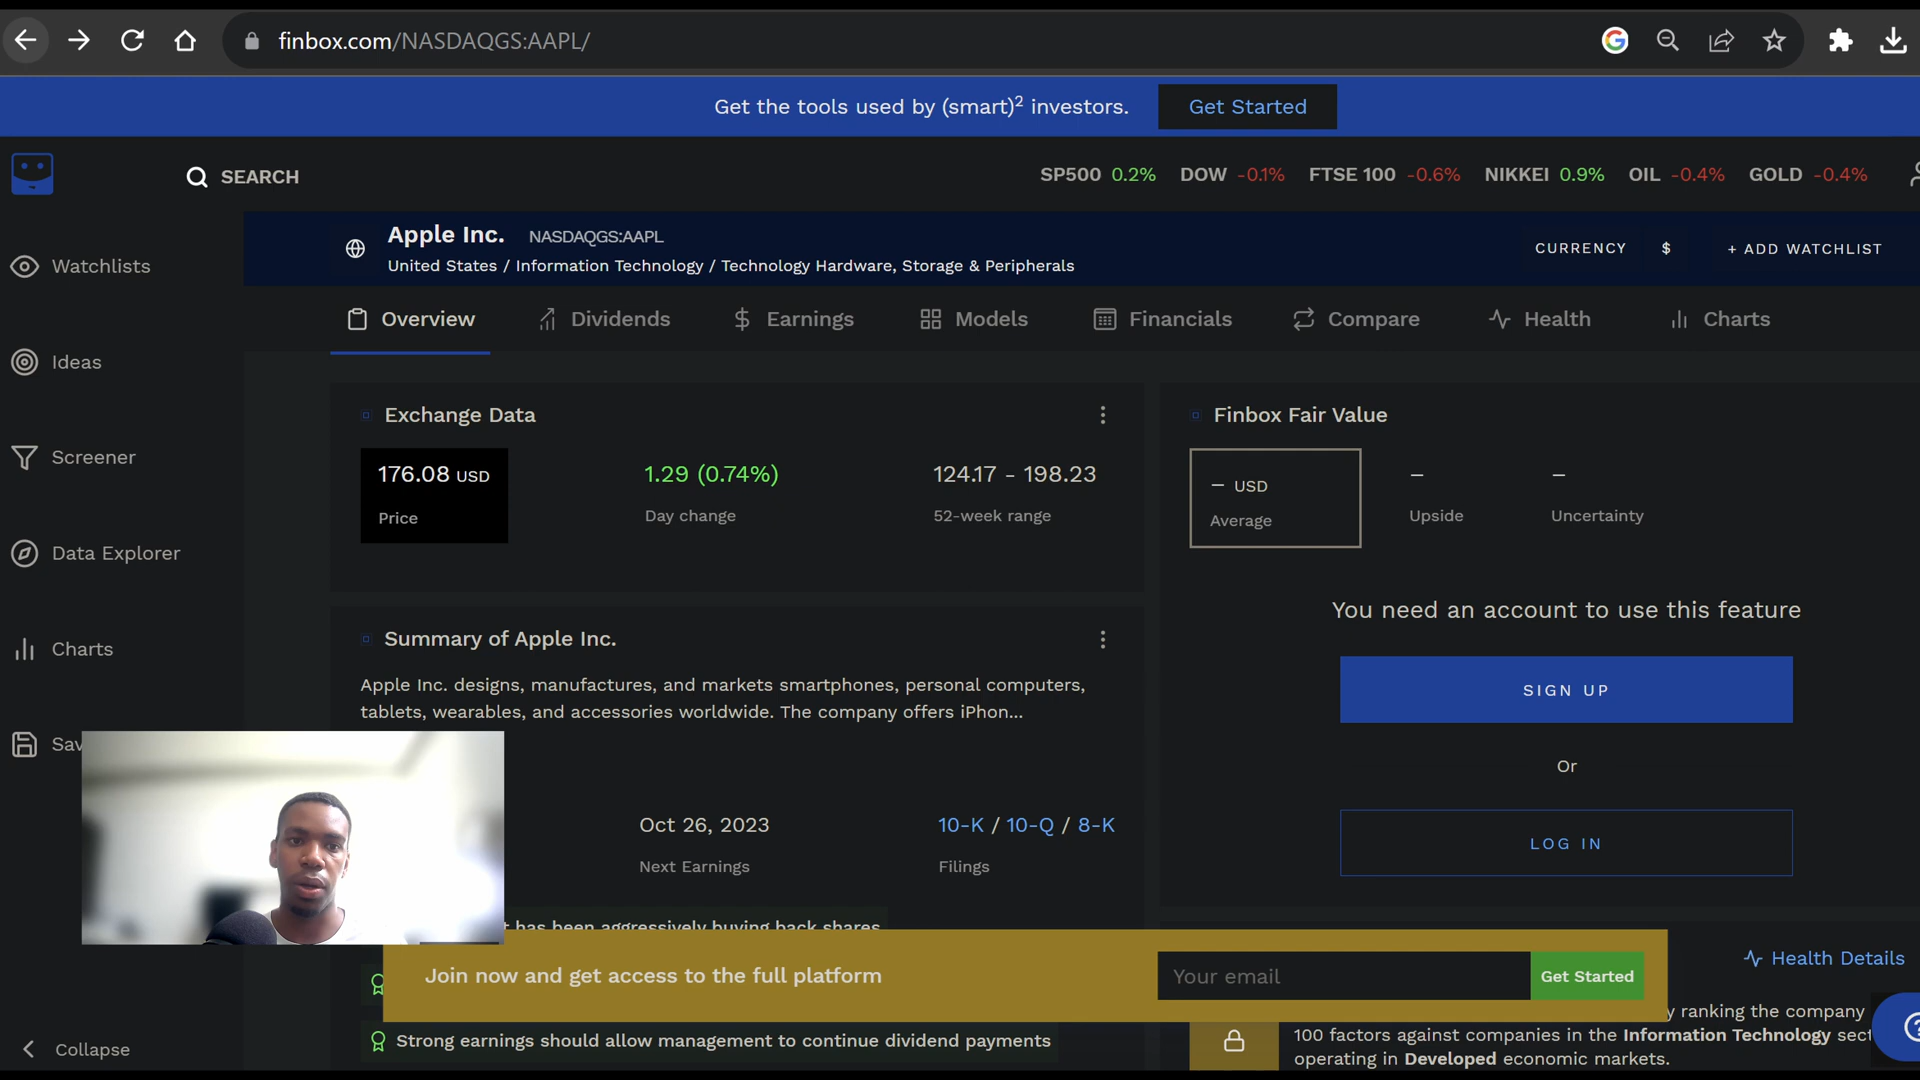 finbox.com/NASDAQGS:AAPL/
Get the tools used by (smart)² investors.
Get Started
SEARCH
SP500 0.2% DOW -0.1% FTSE 100 -0.6% NIKKEI 0.9% OIL -0.4% GOLD -0.4%
Apple Inc. NASDAQGS:AAPL
United States / Information Technology / Technology Hardware, Storage & Peripherals
CURRENCY $ + ADD WATCHLIST
Watchlists
Ideas
Screener
Data Explorer
Charts
Sav
Collapse
Overview Dividends Earnings Models Financials Compare Health Charts
Exchange Data
176.08 USD
Price
1.29 (0.74%)
Day change
124.17 - 198.23
52-week range
Finbox Fair Value
– USD
Average
–
Upside
–
Uncertainty
You need an account to use this feature
SIGN UP
Or
LOG IN
Summary of Apple Inc.
Apple Inc. designs, manufactures, and markets smartphones, personal computers,
tablets, wearables, and accessories worldwide. The company offers iPhon...
Oct 26, 2023
Next Earnings
10-K / 10-Q / 8-K
Filings
has been aggressively buying back shares
Join now and get access to the full platform
Your email
Get Started
Strong earnings should allow management to continue dividend payments
Health Details
ranking the company
100 factors against companies in the Information Technology sect
operating in Developed economic markets.